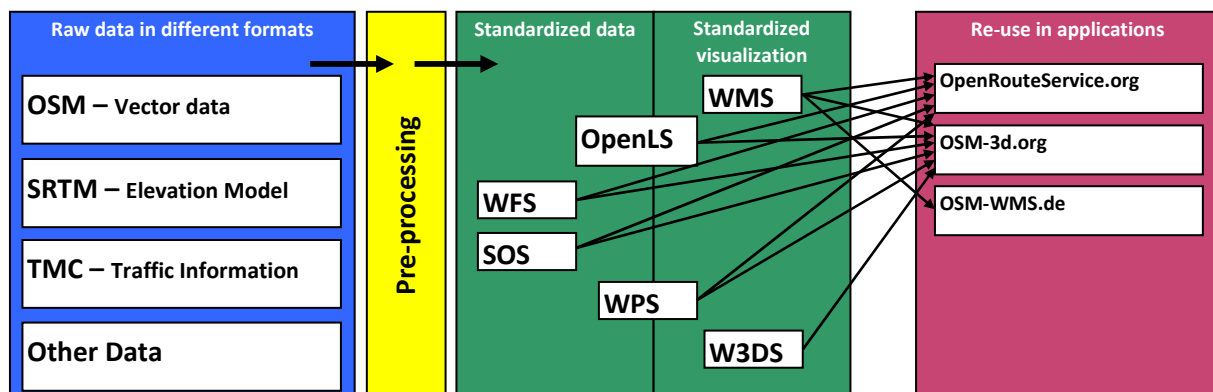 Raw data in different formats
OSM – Vector data
SRTM – Elevation Model
TMC – Traffic Information
Other Data
Pre-processing
Standardized data
Standardized
visualization
WMS
OpenLS
WFS
SOS
WPS
W3DS
Re-use in applications
OpenRouteService.org
OSM-3d.org
OSM-WMS.de